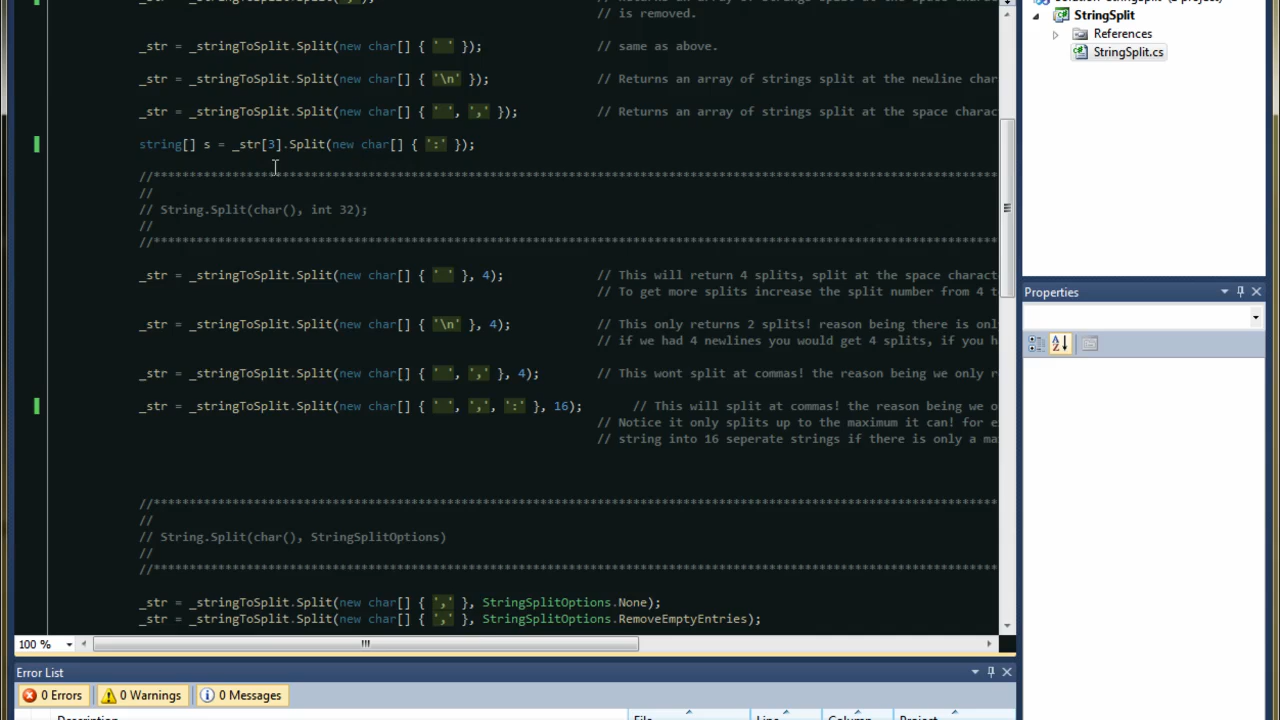 Solution 'StringSplit' (1 project)
StringSplit
// is removed.
References
_str = _stringToSplit.Split(new char[] { ' ' }); // same as above.
StringSplit.cs
_str = _stringToSplit.Split(new char[] { '\n' }); // Returns an array of strings split at the newline char
_str = _stringToSplit.Split(new char[] { ' ', ',' }); // Returns an array of strings split at the space charac
string[] s = _str[3].Split(new char[] { ':' });
//
// String.Split(char(), int 32);
//
_str = _stringToSplit.Split(new char[] { ' ' }, 4); // This will return 4 splits, split at the space charact
// To get more splits increase the split number from 4 t
Properties
_str = _stringToSplit.Split(new char[] { '\n' }, 4); // This only returns 2 splits! reason being there is onl
// if we had 4 newlines you would get 4 splits, if you h
_str = _stringToSplit.Split(new char[] { ' ', ',' }, 4); // This wont split at commas! the reason being we only r
_str = _stringToSplit.Split(new char[] { ' ', ',', ':' }, 16); // This will split at commas! the reason being we o
// Notice it only splits up to the maximum it can! for e
// string into 16 seperate strings if there is only a ma
//
// String.Split(char(), StringSplitOptions)
//
_str = _stringToSplit.Split(new char[] { ',' }, StringSplitOptions.None);
_str = _stringToSplit.Split(new char[] { ',' }, StringSplitOptions.RemoveEmptyEntries);
100 %
Error List
0 Errors 0 Warnings 0 Messages
Description File Line Column Project